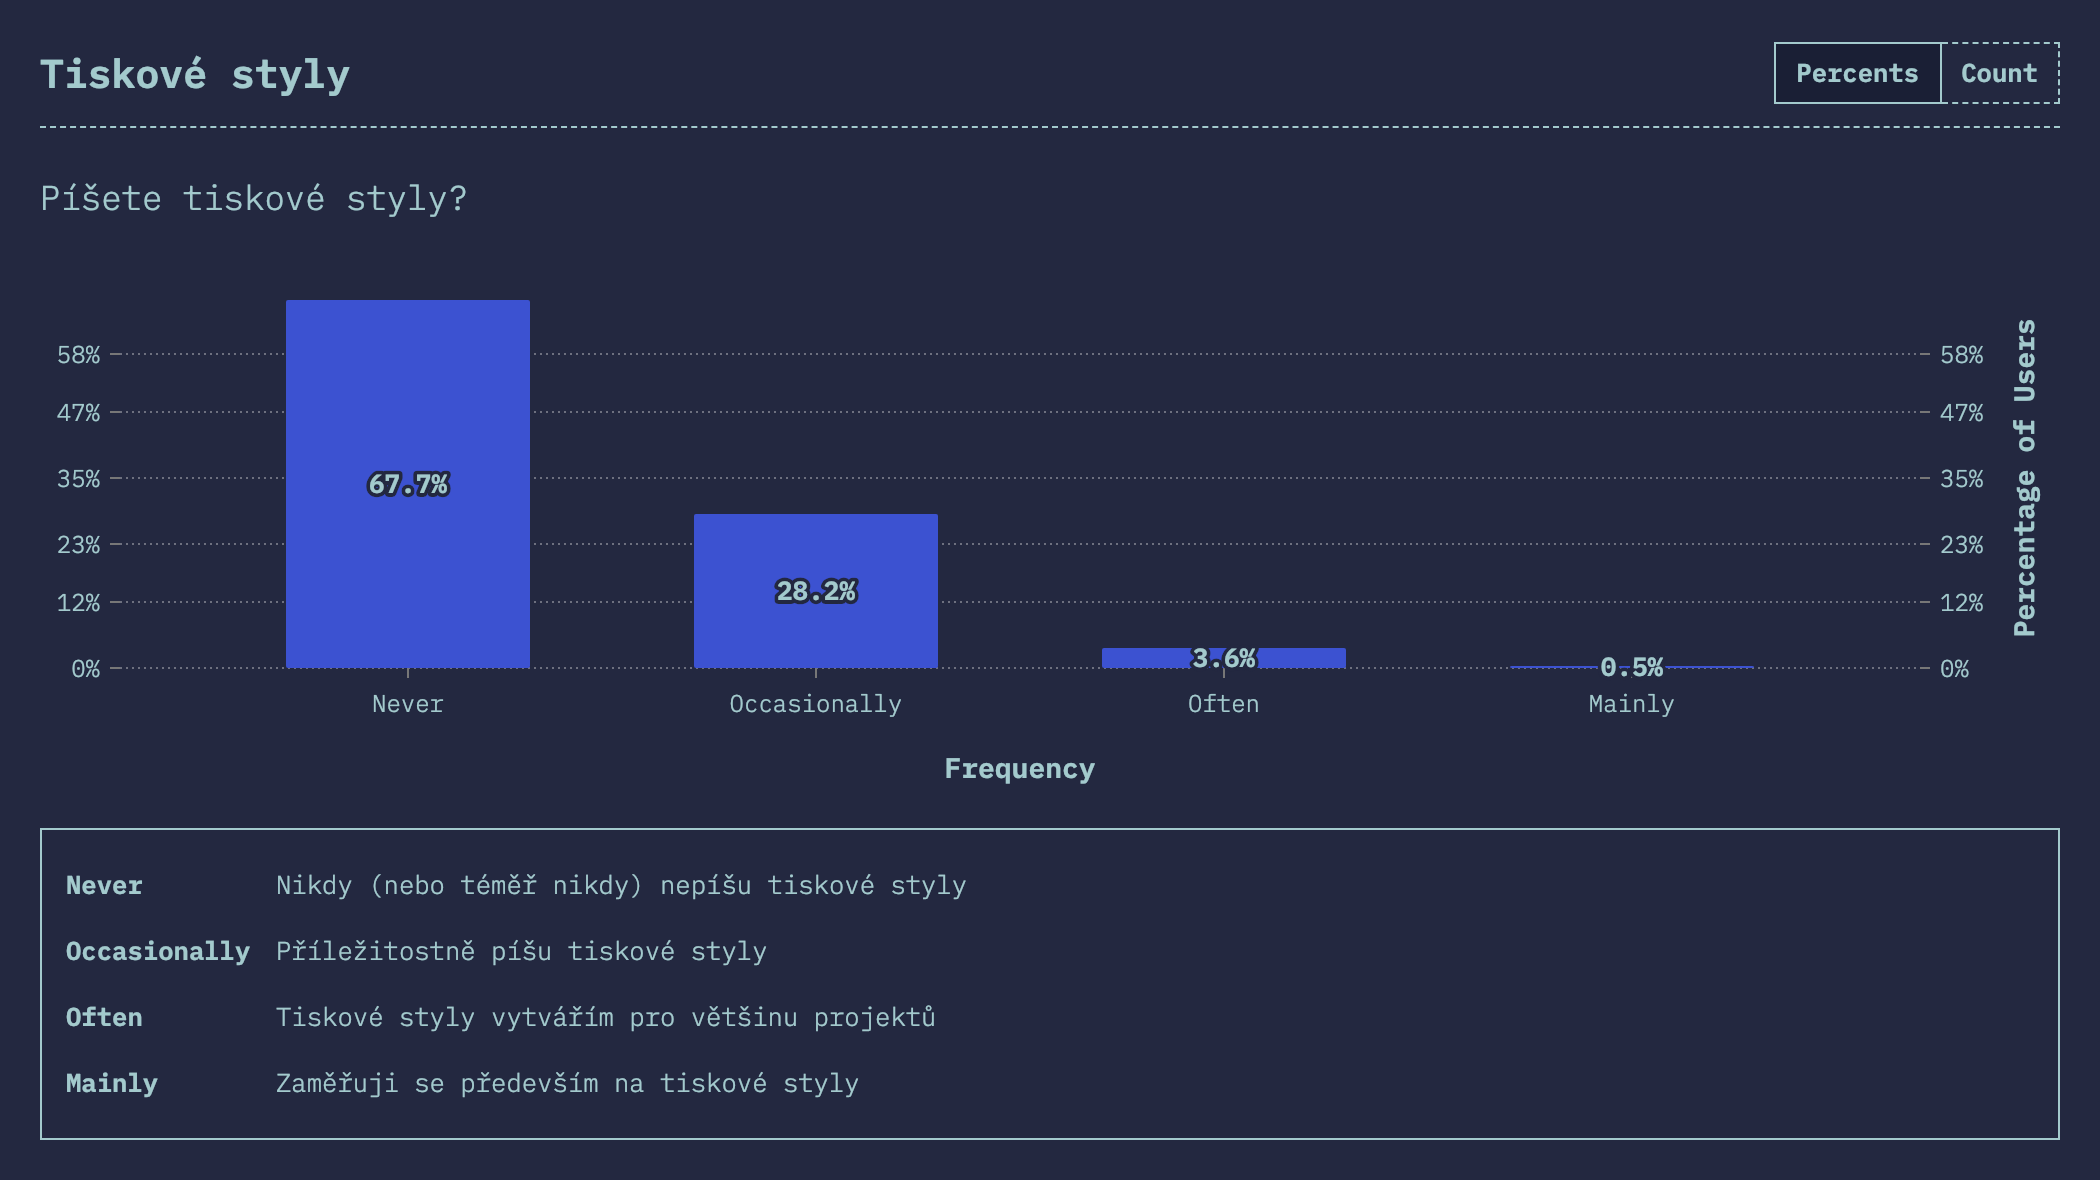 Tiskové styly
Percents Count
Píšete tiskové styly?
58% 58%
47% 47%
35% 35%
23% 23%
12% 12%
0% 0%
67.7%
28.2%
3.6%
0.5%
Percentage of Users
Never Occasionally Often Mainly
Frequency
Never Nikdy (nebo téměř nikdy) nepíšu tiskové styly
Occasionally Příležitostně píšu tiskové styly
Often Tiskové styly vytvářím pro většinu projektů
Mainly Zaměřuji se především na tiskové styly